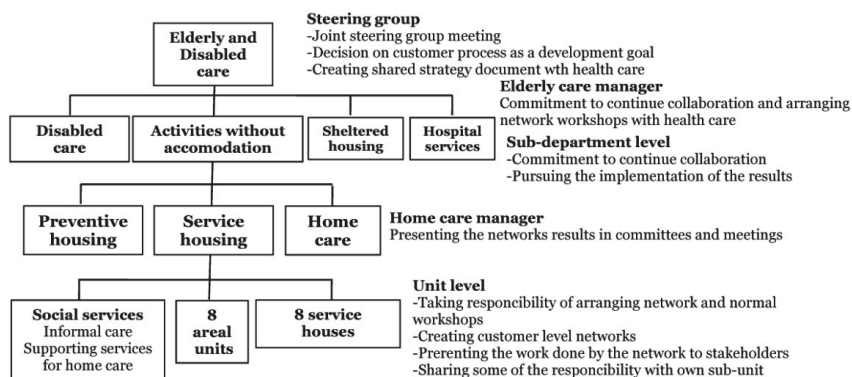 Elderly and
Disabled
care
Steering group
-Joint steering group meeting
-Decision on customer process as a development goal
-Creating shared strategy document wth health care
Elderly care manager
Commitment to continue collaboration and arranging
network workshops with health care
Disabled
care
Activities without
accomodation
Sheltered
housing
Hospital
services
Sub-department level
-Commitment to continue collaboration
-Pursuing the implementation of the results
Preventive
housing
Service
housing
Home
care
Home care manager
Presenting the networks results in committees and meetings
Social services
Informal care
Supporting services
for home care
8
areal
units
8 service
houses
Unit level
-Taking responcibility of arranging network and normal
workshops
-Creating customer level networks
-Prerenting the work done by the network to stakeholders
-Sharing some of the responcibility with own sub-unit